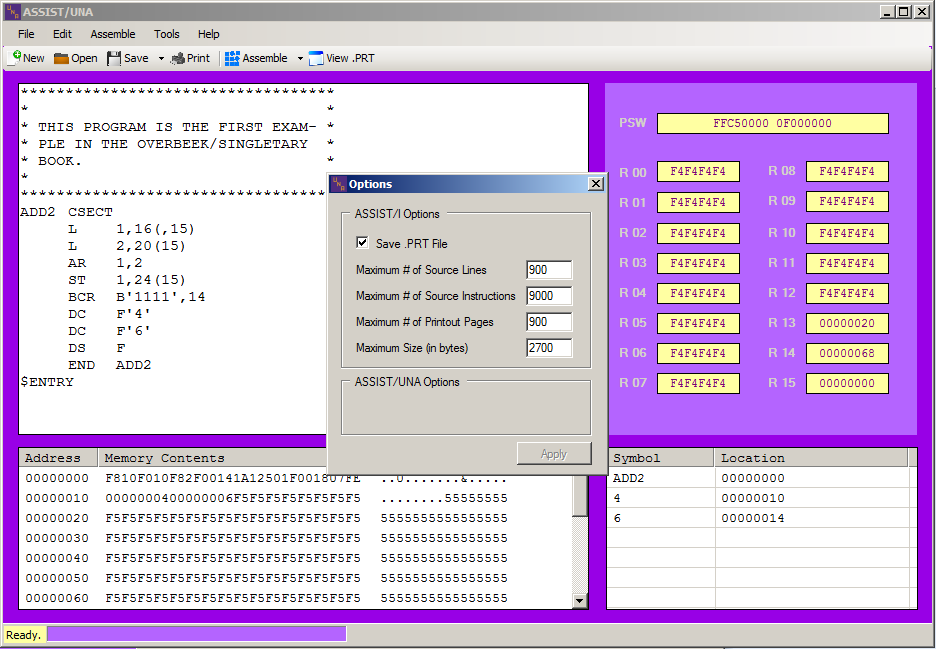 ASSIST/UNA
File Edit Assemble Tools Help
New Open Save Print Assemble View .PRT
***********************************
* *
* THIS PROGRAM IS THE FIRST EXAM- *
* PLE IN THE OVERBEEK/SINGLETARY *
* BOOK. *
*
**********************************
ADD2 CSECT
L 1,16(,15)
L 2,20(15)
AR 1,2
ST 1,24(15)
BCR B'1111',14
DC F'4'
DC F'6'
DS F
END ADD2
$ENTRY
PSW FFC50000 0F000000
R 00 F4F4F4F4 R 08 F4F4F4F4
R 01 F4F4F4F4 R 09 F4F4F4F4
R 02 F4F4F4F4 R 10 F4F4F4F4
R 03 F4F4F4F4 R 11 F4F4F4F4
R 04 F4F4F4F4 R 12 F4F4F4F4
R 05 F4F4F4F4 R 13 00000020
R 06 F4F4F4F4 R 14 00000068
R 07 F4F4F4F4 R 15 00000000
Options
ASSIST/I Options
Save .PRT File
Maximum # of Source Lines 900
Maximum # of Source Instructions 9000
Maximum # of Printout Pages 900
Maximum Size (in bytes) 2700
ASSIST/UNA Options
Apply
Address Memory Contents
00000000 F810F010F82F00141A12501F001807FE ..0.......&.....
00000010 0000000400000006F5F5F5F5F5F5F5F5 ........55555555
00000020 F5F5F5F5F5F5F5F5F5F5F5F5F5F5F5F5 5555555555555555
00000030 F5F5F5F5F5F5F5F5F5F5F5F5F5F5F5F5 5555555555555555
00000040 F5F5F5F5F5F5F5F5F5F5F5F5F5F5F5F5 5555555555555555
00000050 F5F5F5F5F5F5F5F5F5F5F5F5F5F5F5F5 5555555555555555
00000060 F5F5F5F5F5F5F5F5F5F5F5F5F5F5F5F5 5555555555555555
Symbol Location
ADD2 00000000
4 00000010
6 00000014
Ready.